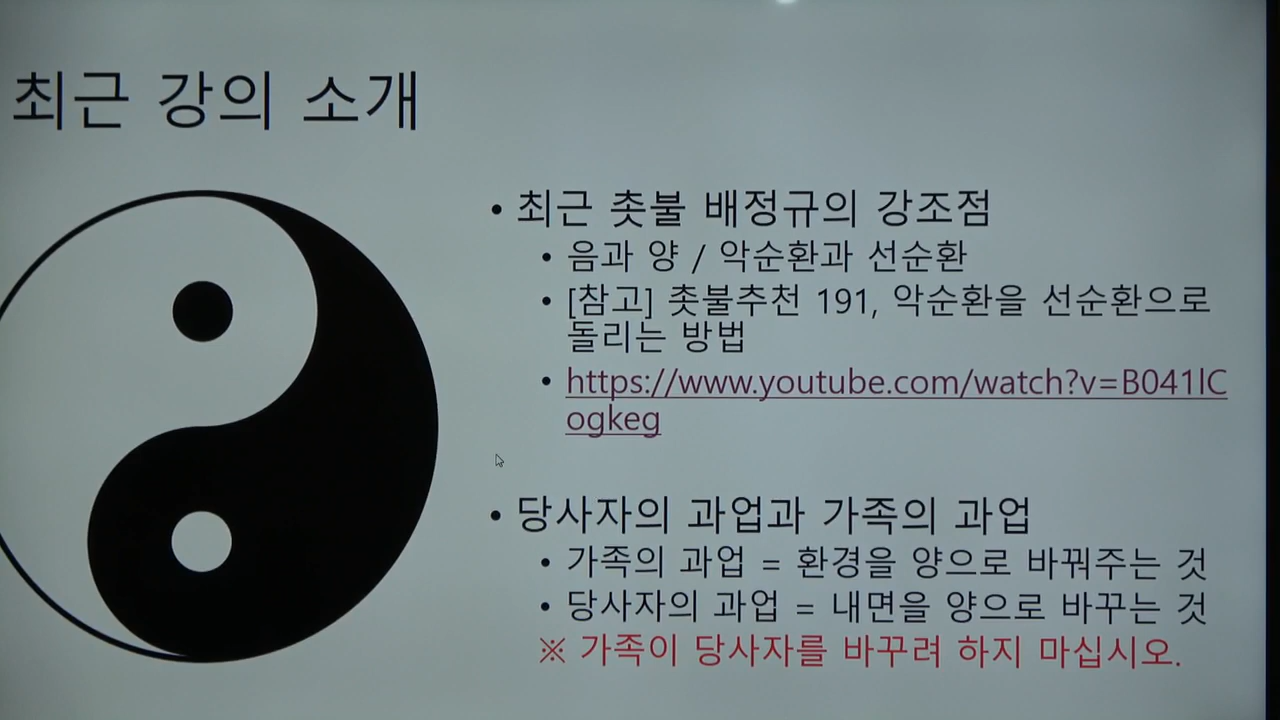 최근 강의 소개
• 최근 촛불 배정규의 강조점
• 음과 양 / 악순환과 선순환
• [참고] 촛불추천 191, 악순환을 선순환으로
돌리는 방법
• https://www.youtube.com/watch?v=B041lC
ogkeg
• 당사자의 과업과 가족의 과업
• 가족의 과업 = 환경을 양으로 바꿔주는 것
• 당사자의 과업 = 내면을 양으로 바꾸는 것
※ 가족이 당사자를 바꾸려 하지 마십시오.